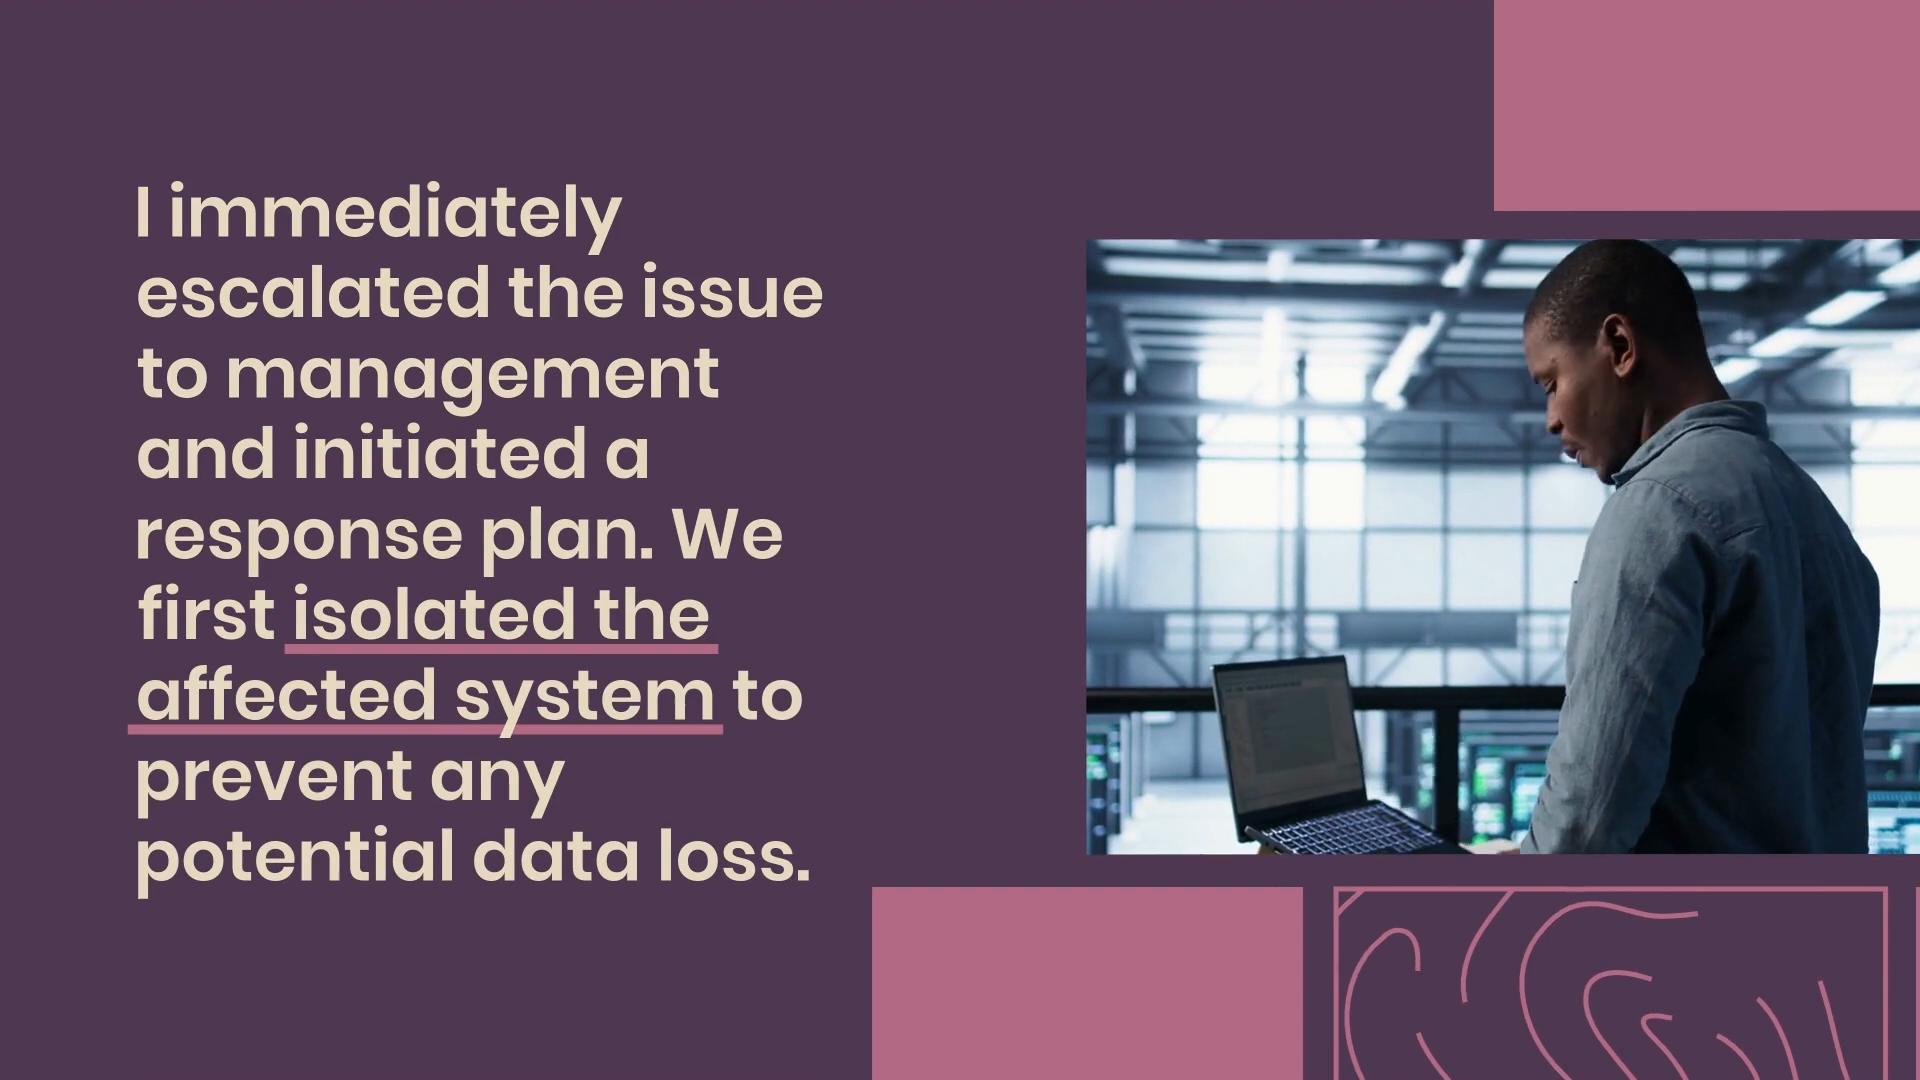 I immediately
escalated the issue
to management
and initiated a
response plan. We
first isolated the
affected system to
prevent any
potential data loss.